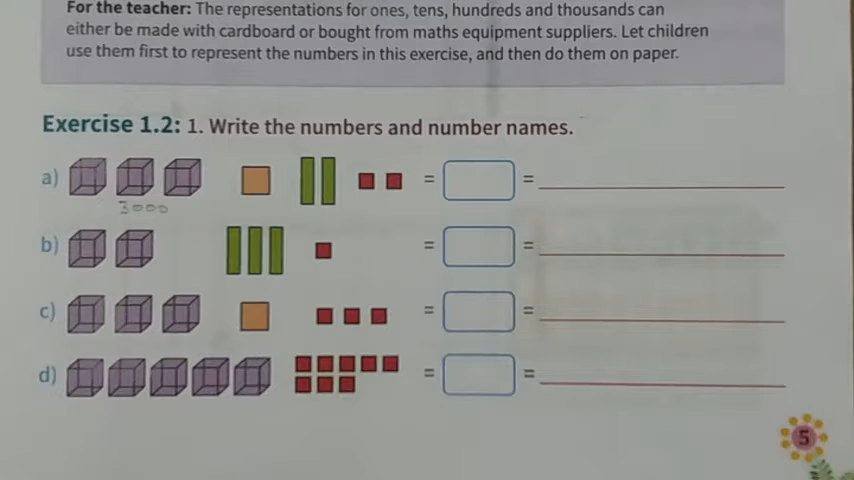 For the teacher: The representations for ones, tens, hundreds and thousands can
either be made with cardboard or bought from maths equipment suppliers. Let children
use them first to represent the numbers in this exercise, and then do them on paper.
Exercise 1.2: 1. Write the numbers and number names.
a) = =
3000
b) = =
c) = =
d) = =
5